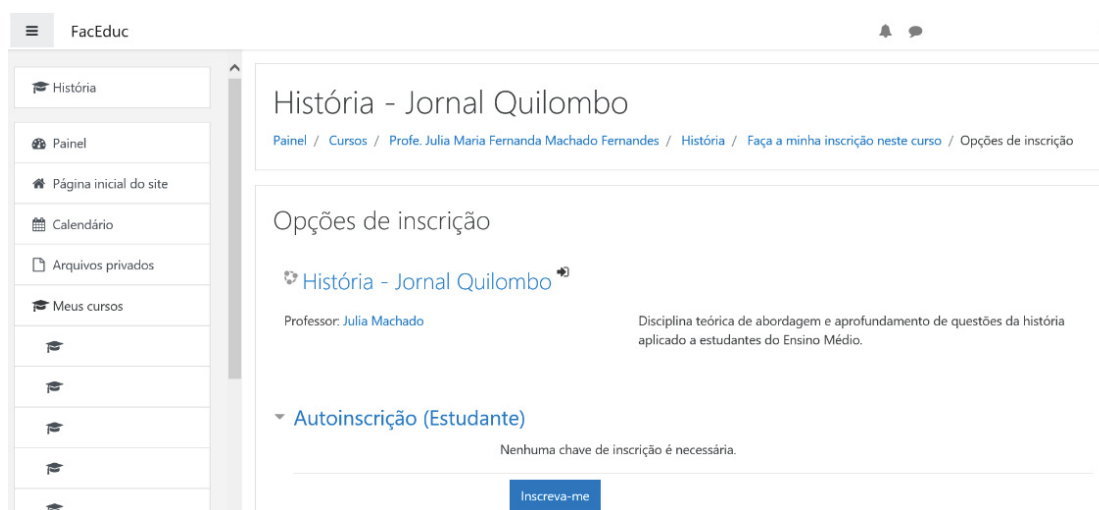 FacEduc
História
Painel
Página inicial do site
Calendário
Arquivos privados
Meus cursos
História - Jornal Quilombo
Painel / Cursos / Profe. Julia Maria Fernanda Machado Fernandes / História / Faça a minha inscrição neste curso / Opções de inscrição
Opções de inscrição
História - Jornal Quilombo
Professor: Julia Machado
Disciplina teórica de abordagem e aprofundamento de questões da história
aplicado a estudantes do Ensino Médio.
Autoinscrição (Estudante)
Nenhuma chave de inscrição é necessária.
Inscreva-me